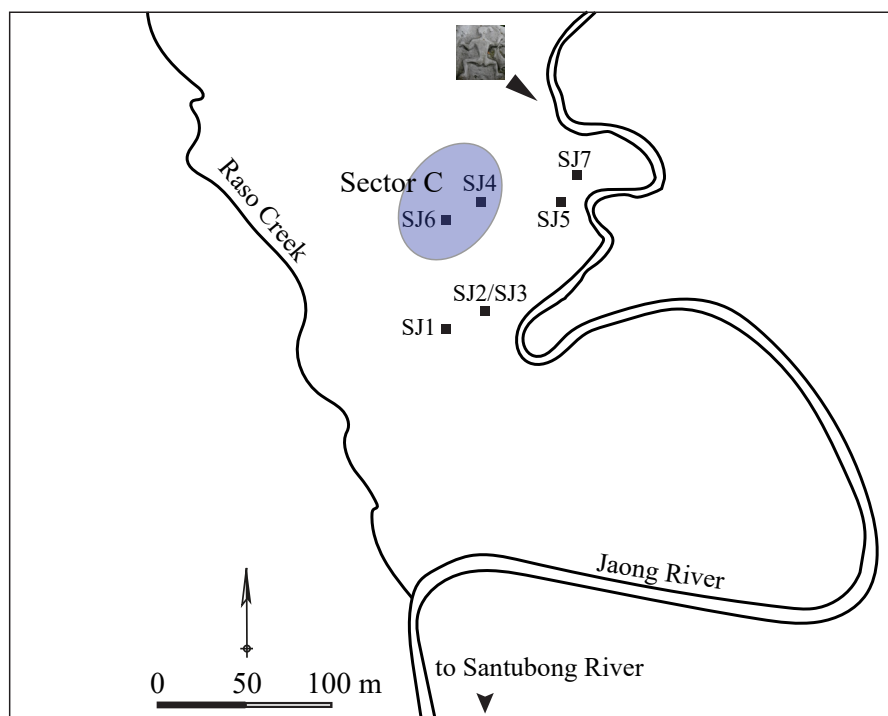 SJ7
Sector C
SJ4
SJ5
SJ6
Raso Creek
SJ2/SJ3
SJ1
Jaong River
to Santubong River
0 50 100 m